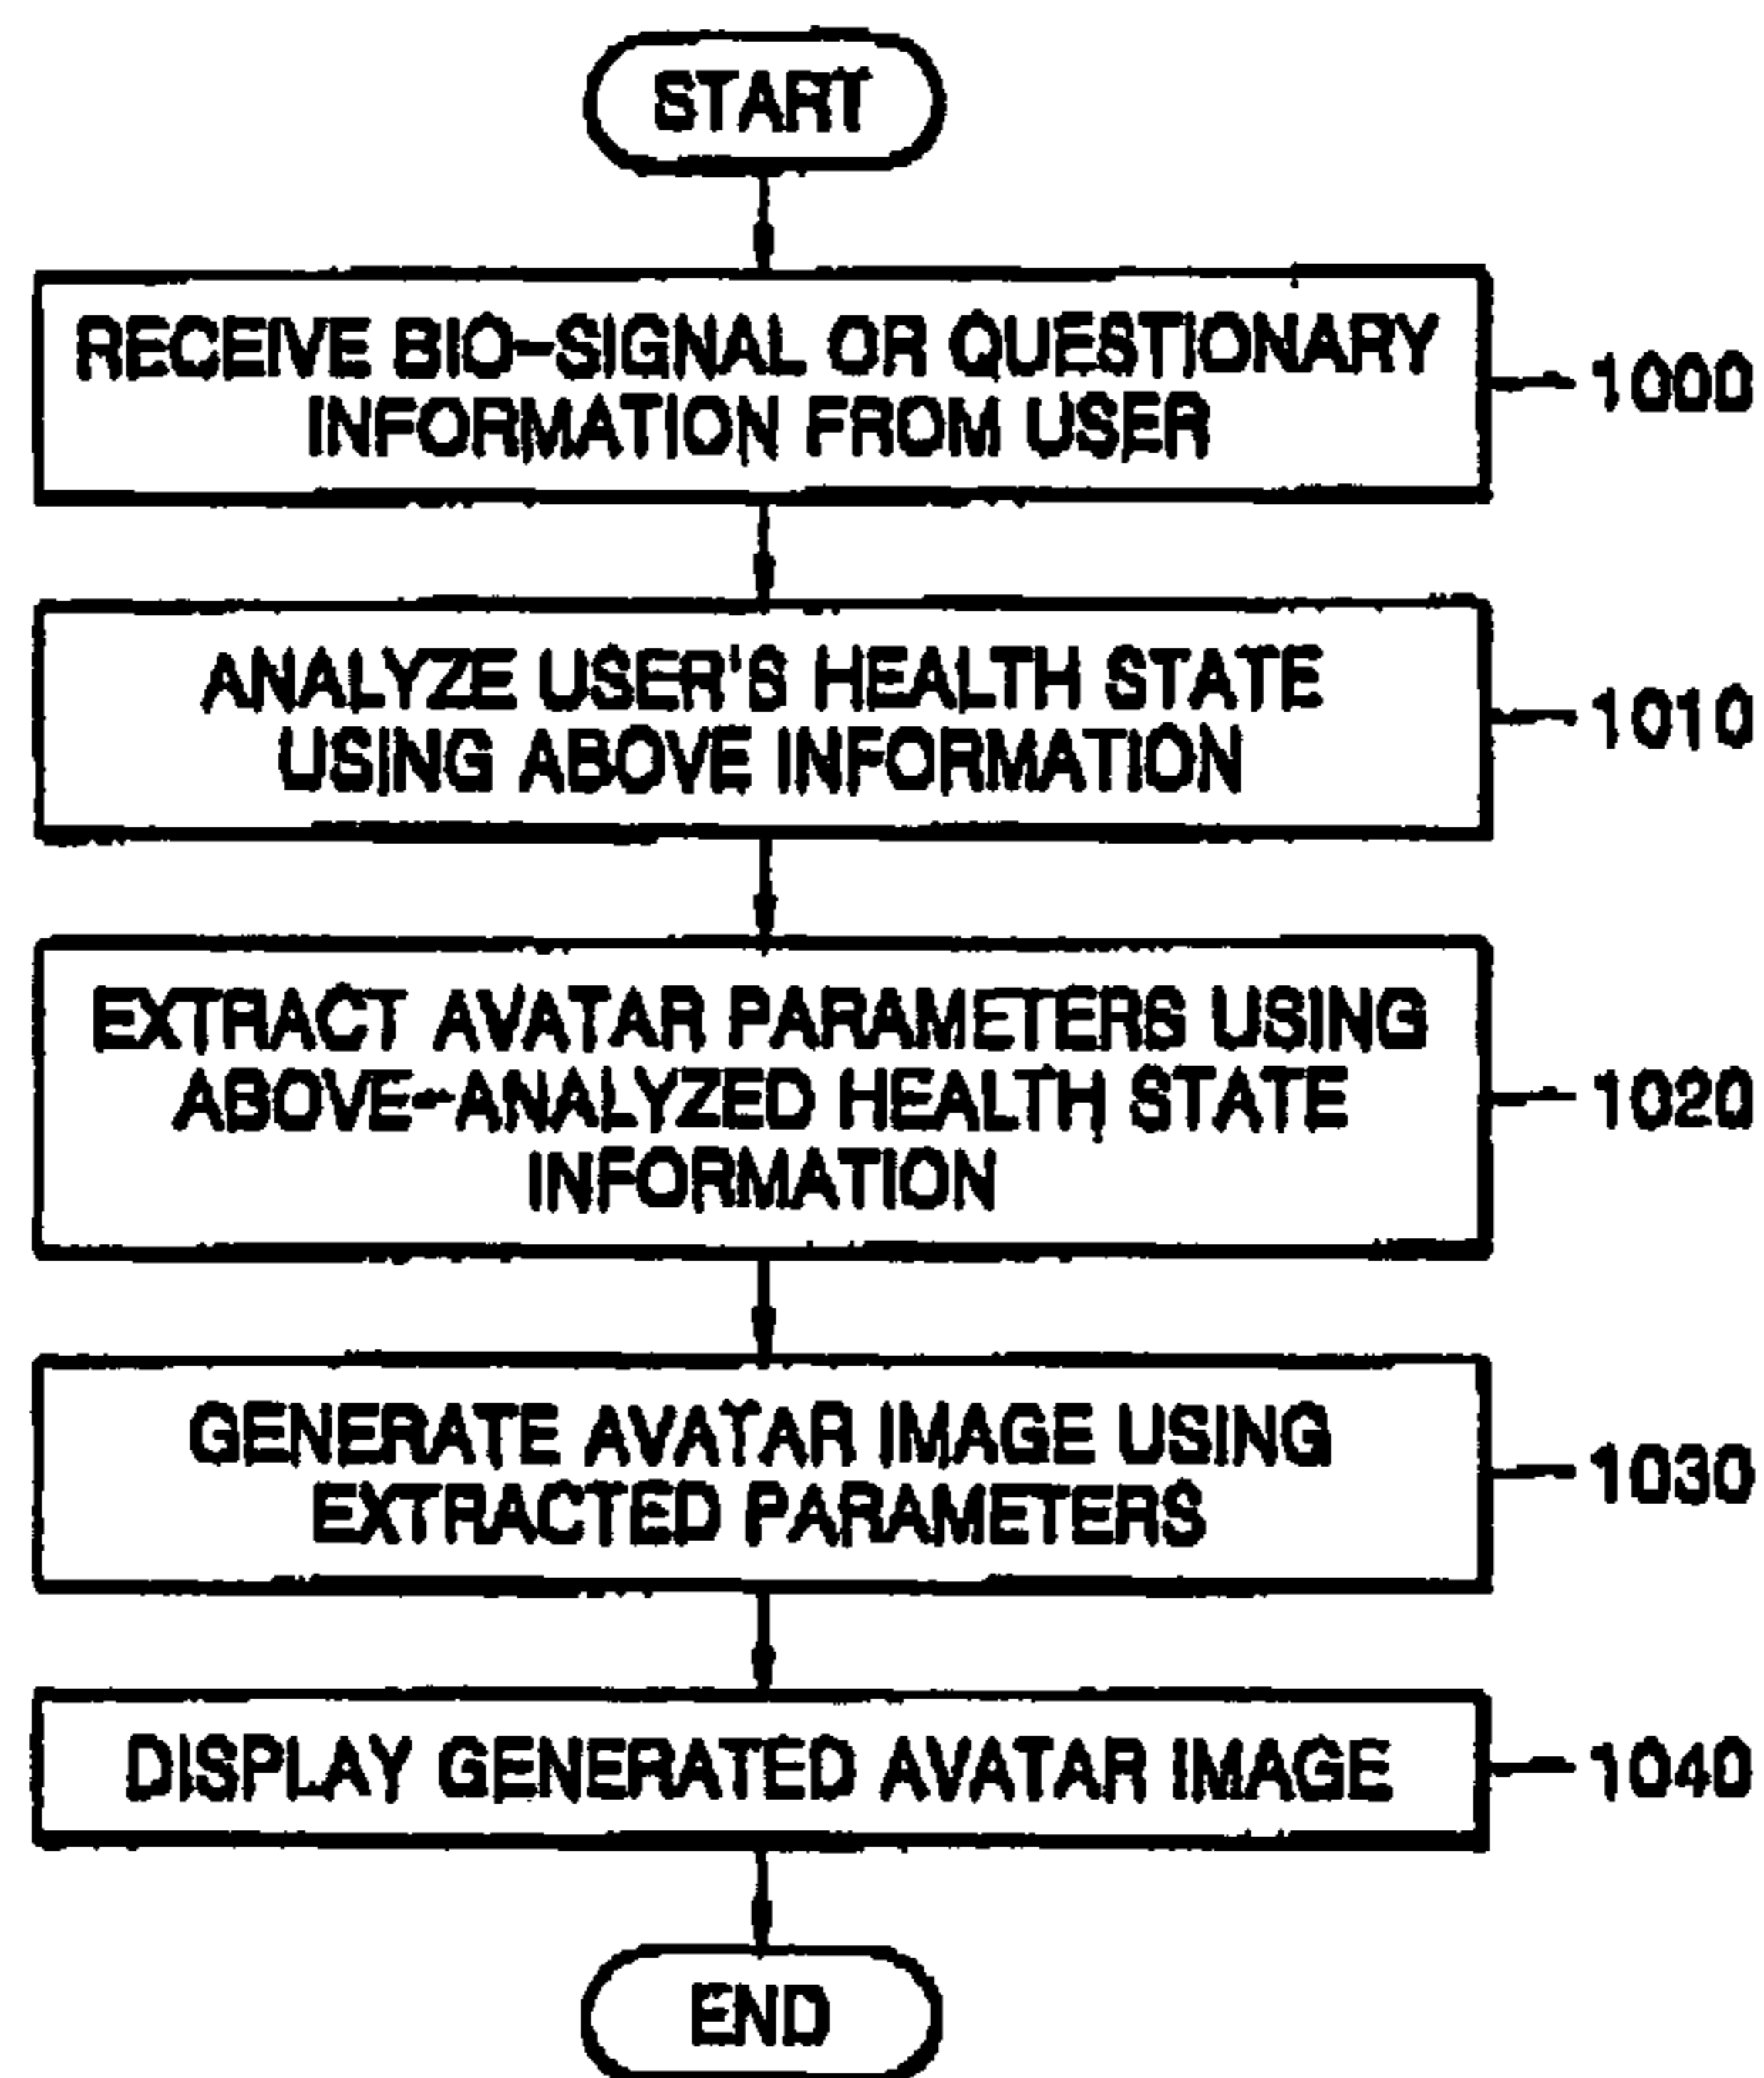 START
RECEIVE BIO-SIGNAL OR QUESTIONARY
INFORMATION FROM USER
1000
ANALYZE USER'S HEALTH STATE
USING ABOVE INFORMATION
1010
EXTRACT AVATAR PARAMETERS USING
ABOVE-ANALYZED HEALTH STATE
INFORMATION
1020
GENERATE AVATAR IMAGE USING
EXTRACTED PARAMETERS
1030
DISPLAY GENERATED AVATAR IMAGE
1040
END